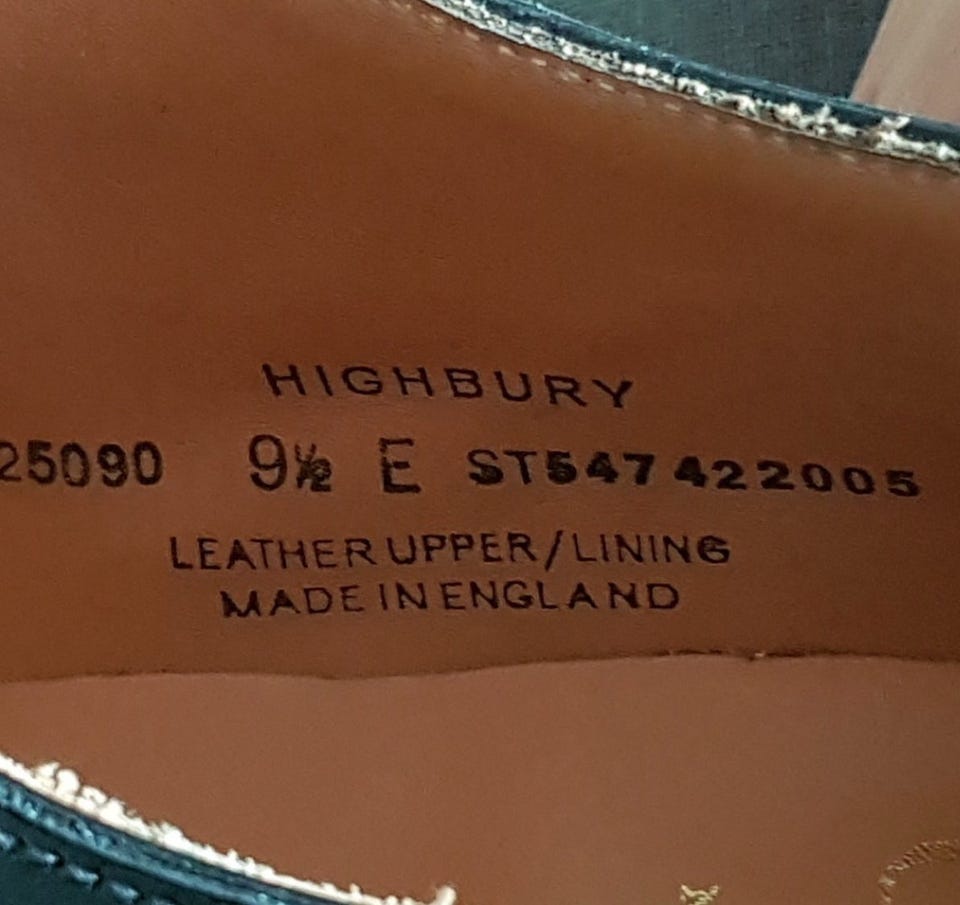 HIGHBURY
25090 9½ E ST547 422005
LEATHER UPPER/LINING
MADE IN ENGLAND